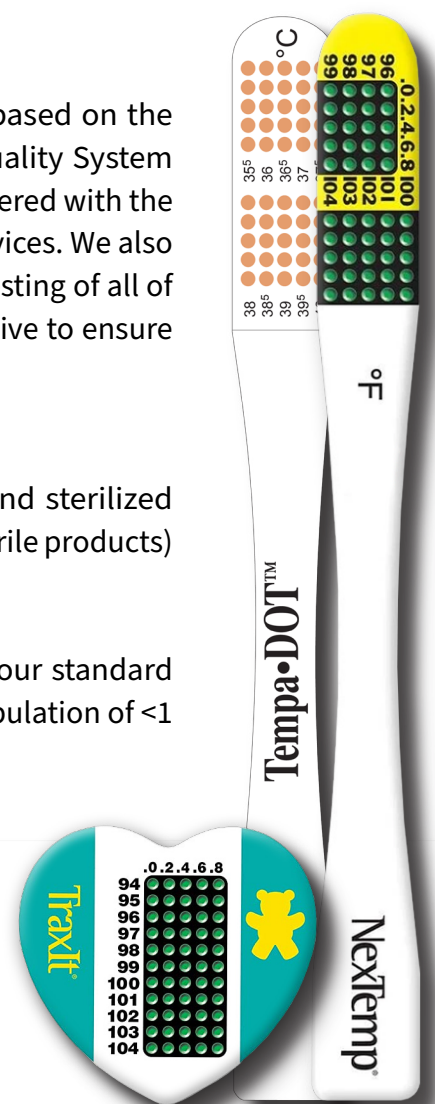 based on the
uality System
ered with the
vices. We also
sting of all of
ive to ensure
nd sterilized
rile products)
our standard
pulation of <1
°C
35⁵ 36 36⁵ 37
38 38⁵ 39 39⁵
Tempa•DOT™
.0 .2 .4 .6 .8
96 97 98 99
100 101 102 103 104
°F
NexTemp®
TraxIt®
.0 .2 .4 .6 .8
94
95
96
97
98
99
100
101
102
103
104